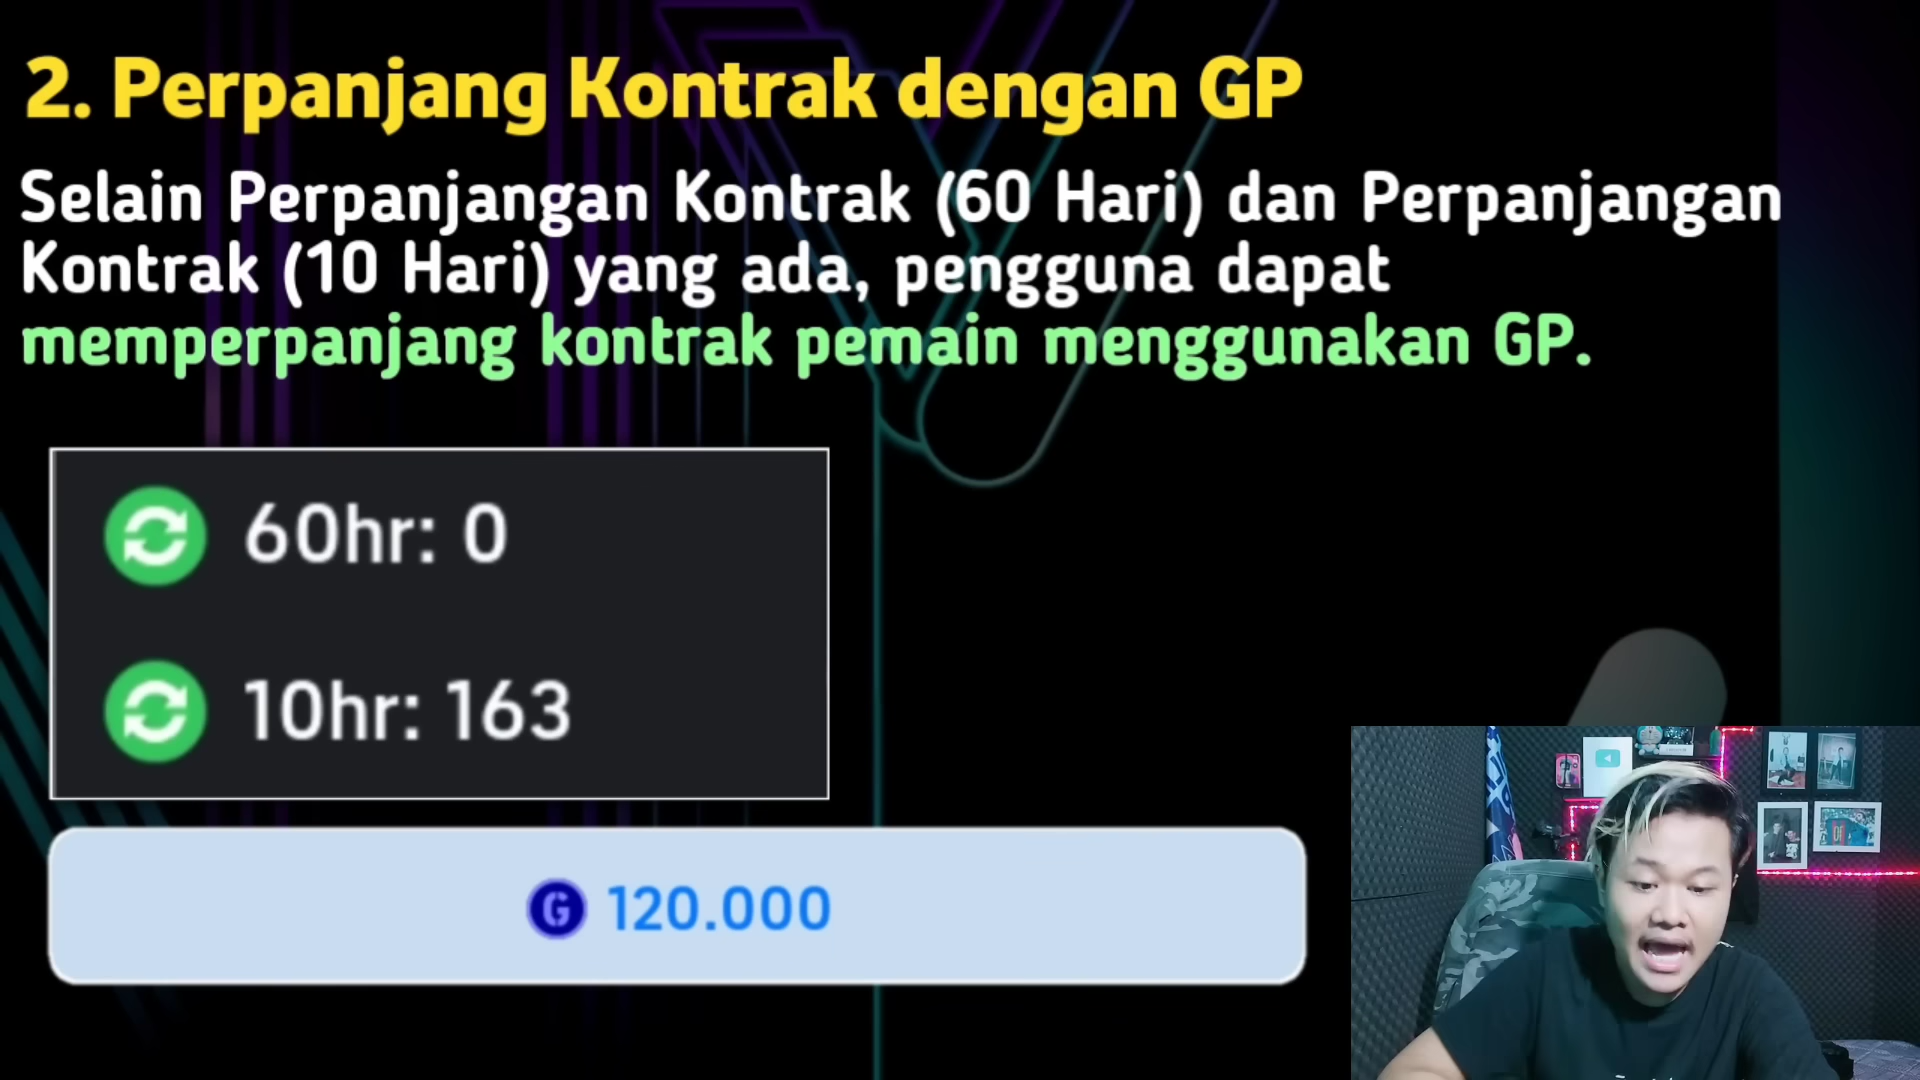 2. Perpanjang Kontrak dengan GP
Selain Perpanjangan Kontrak (60 Hari) dan Perpanjangan
Kontrak (10 Hari) yang ada, pengguna dapat
memperpanjang kontrak pemain menggunakan GP.
60hr: 0
10hr: 163
G 120.000